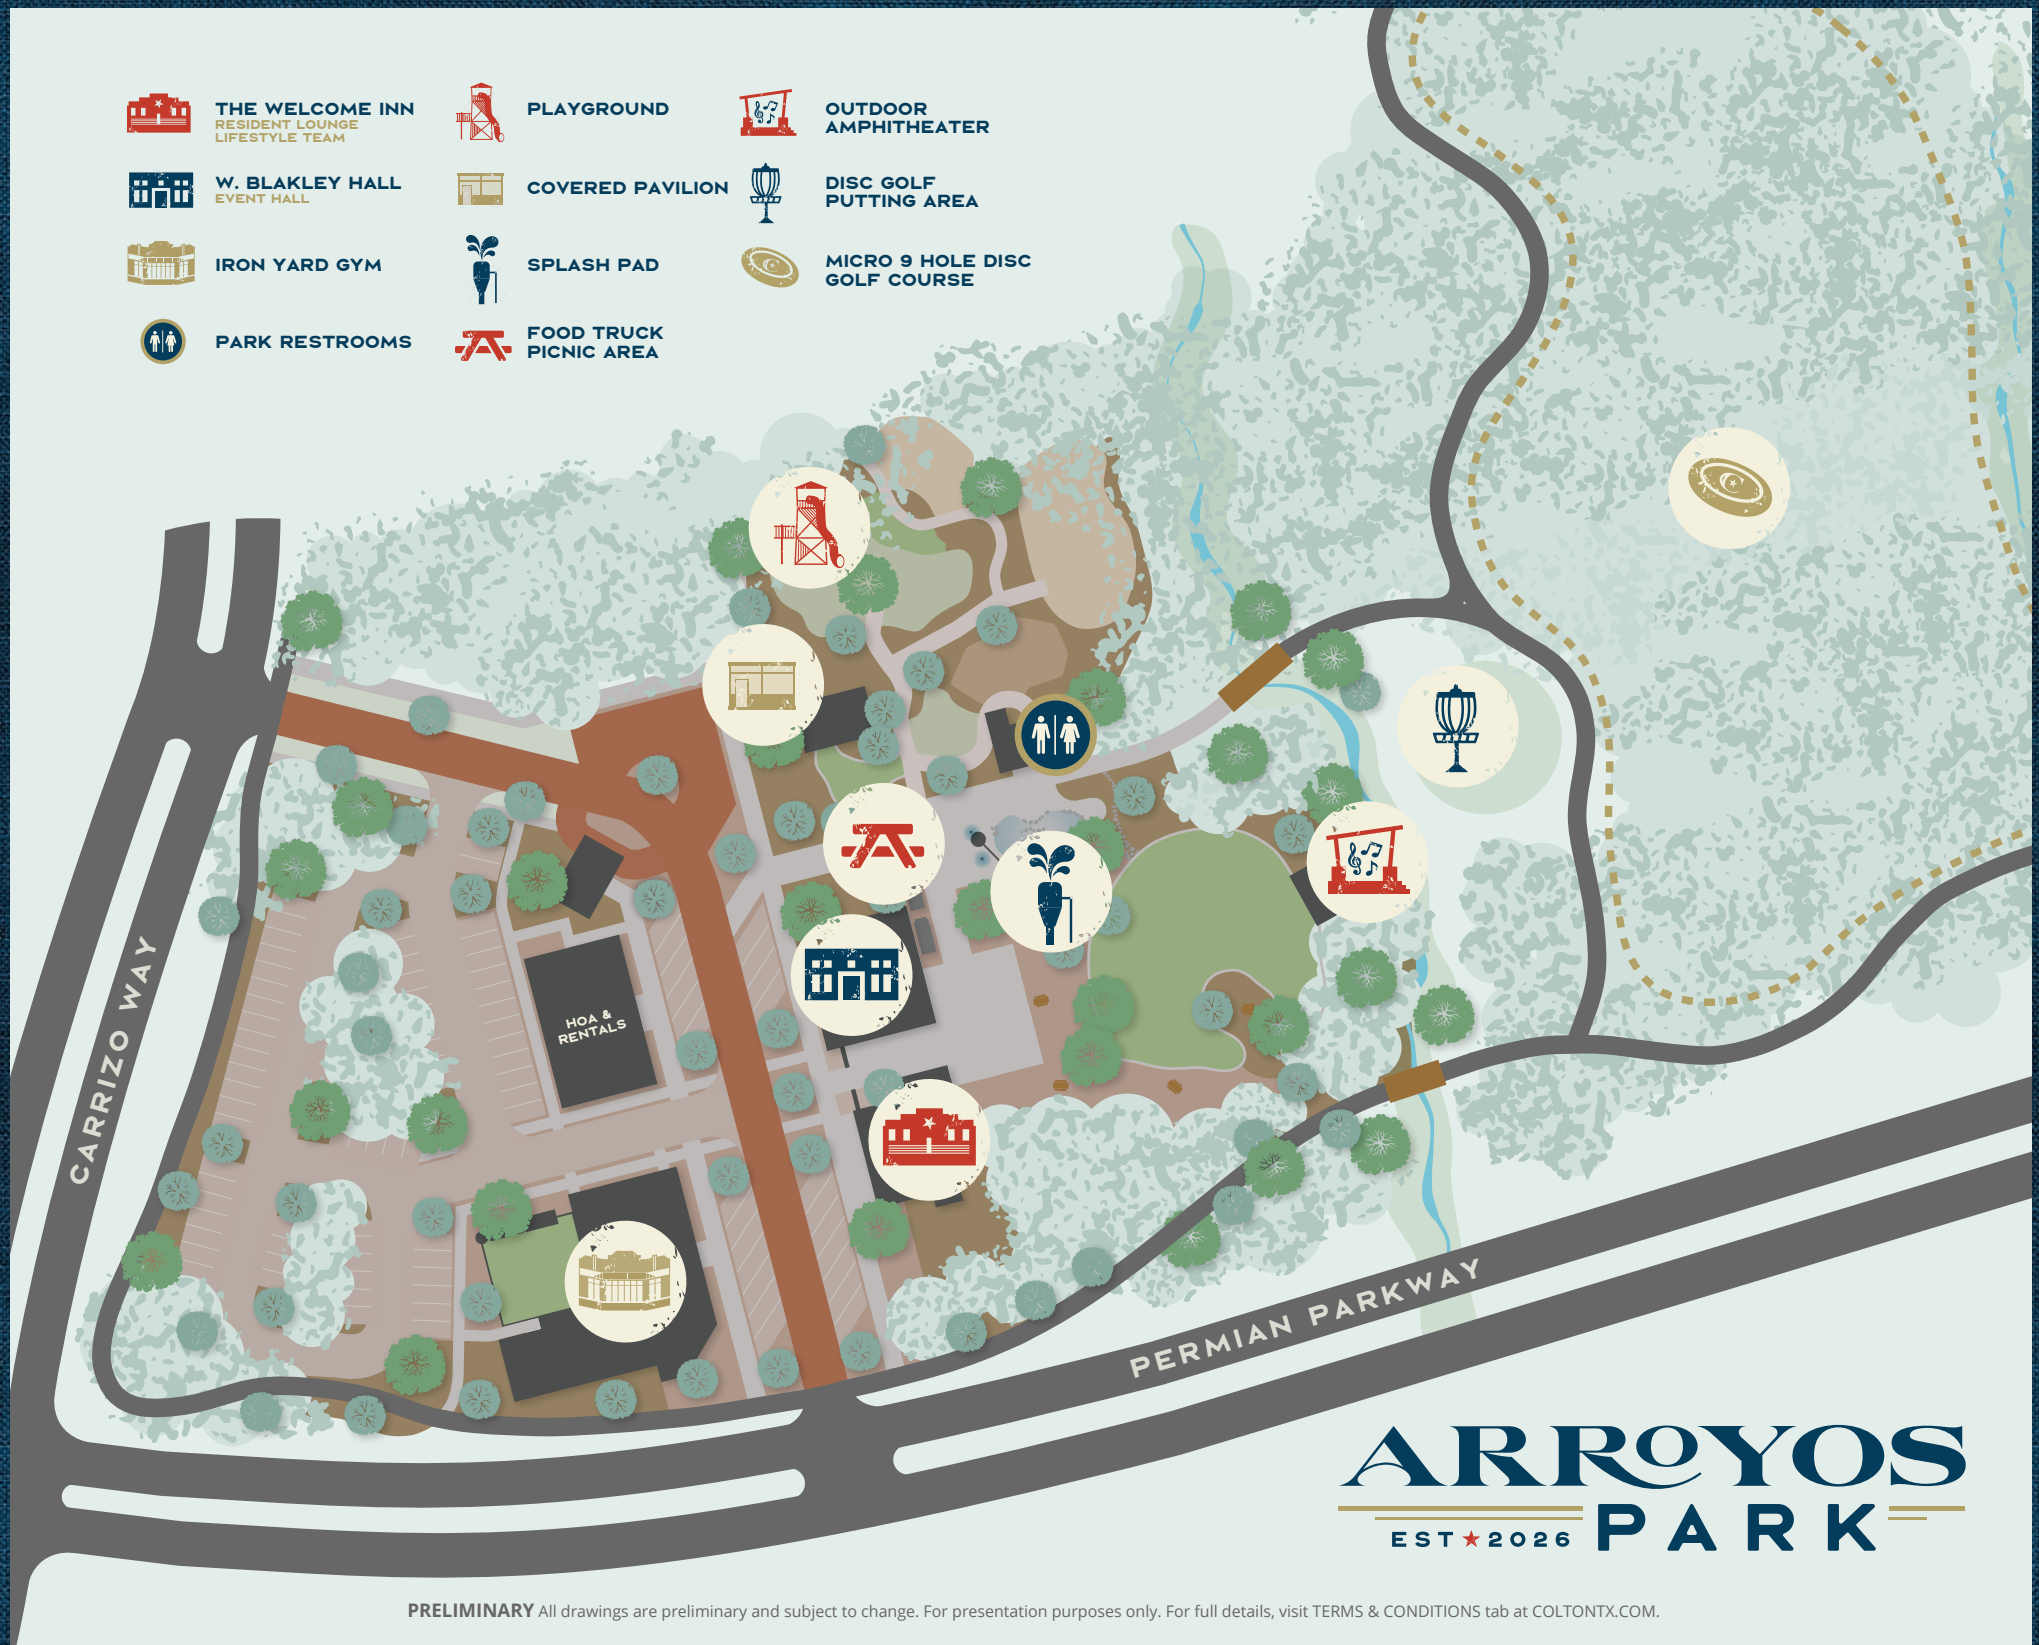 THE WELCOME INN
RESIDENT LOUNGE
LIFESTYLE TEAM
W. BLAKLEY HALL
EVENT HALL
IRON YARD GYM
PARK RESTROOMS
PLAYGROUND
COVERED PAVILION
SPLASH PAD
FOOD TRUCK
PICNIC AREA
OUTDOOR
AMPHITHEATER
DISC GOLF
PUTTING AREA
MICRO 9 HOLE DISC
GOLF COURSE
CARRIZO WAY
HOA &
RENTALS
PERMIAN PARKWAY
ARROYOS
PARK
EST ★ 2026
PRELIMINARY All drawings are preliminary and subject to change. For presentation purposes only. For full details, visit TERMS & CONDITIONS tab at COLTONTX.COM.